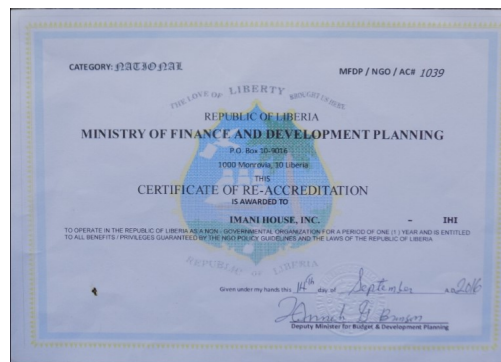 CATEGORY: NATIONAL
MFDP / NGO / AC# 1039
THE LOVE OF LIBERTY BROUGHT US HERE
REPUBLIC OF LIBERIA
MINISTRY OF FINANCE AND DEVELOPMENT PLANNING
P.O. Box 10-9016
1000 Monrovia, 10 Liberia
THIS
CERTIFICATE OF RE-ACCREDITATION
IS AWARDED TO
IMANI HOUSE, INC. - IHI
TO OPERATE IN THE REPUBLIC OF LIBERIA AS A NON - GOVERNMENTAL ORGANIZATION FOR A PERIOD OF ONE (1) YEAR AND IS ENTITLED
TO ALL BENEFITS / PRIVILEGES GUARANTEED BY THE NGO POLICY GUIDELINES AND THE LAWS OF THE REPUBLIC OF LIBERIA
REPUBLIC OF LIBERIA
Given under my hands this 14th day of September A.D. 2016
Deputy Minister for Budget & Development Planning